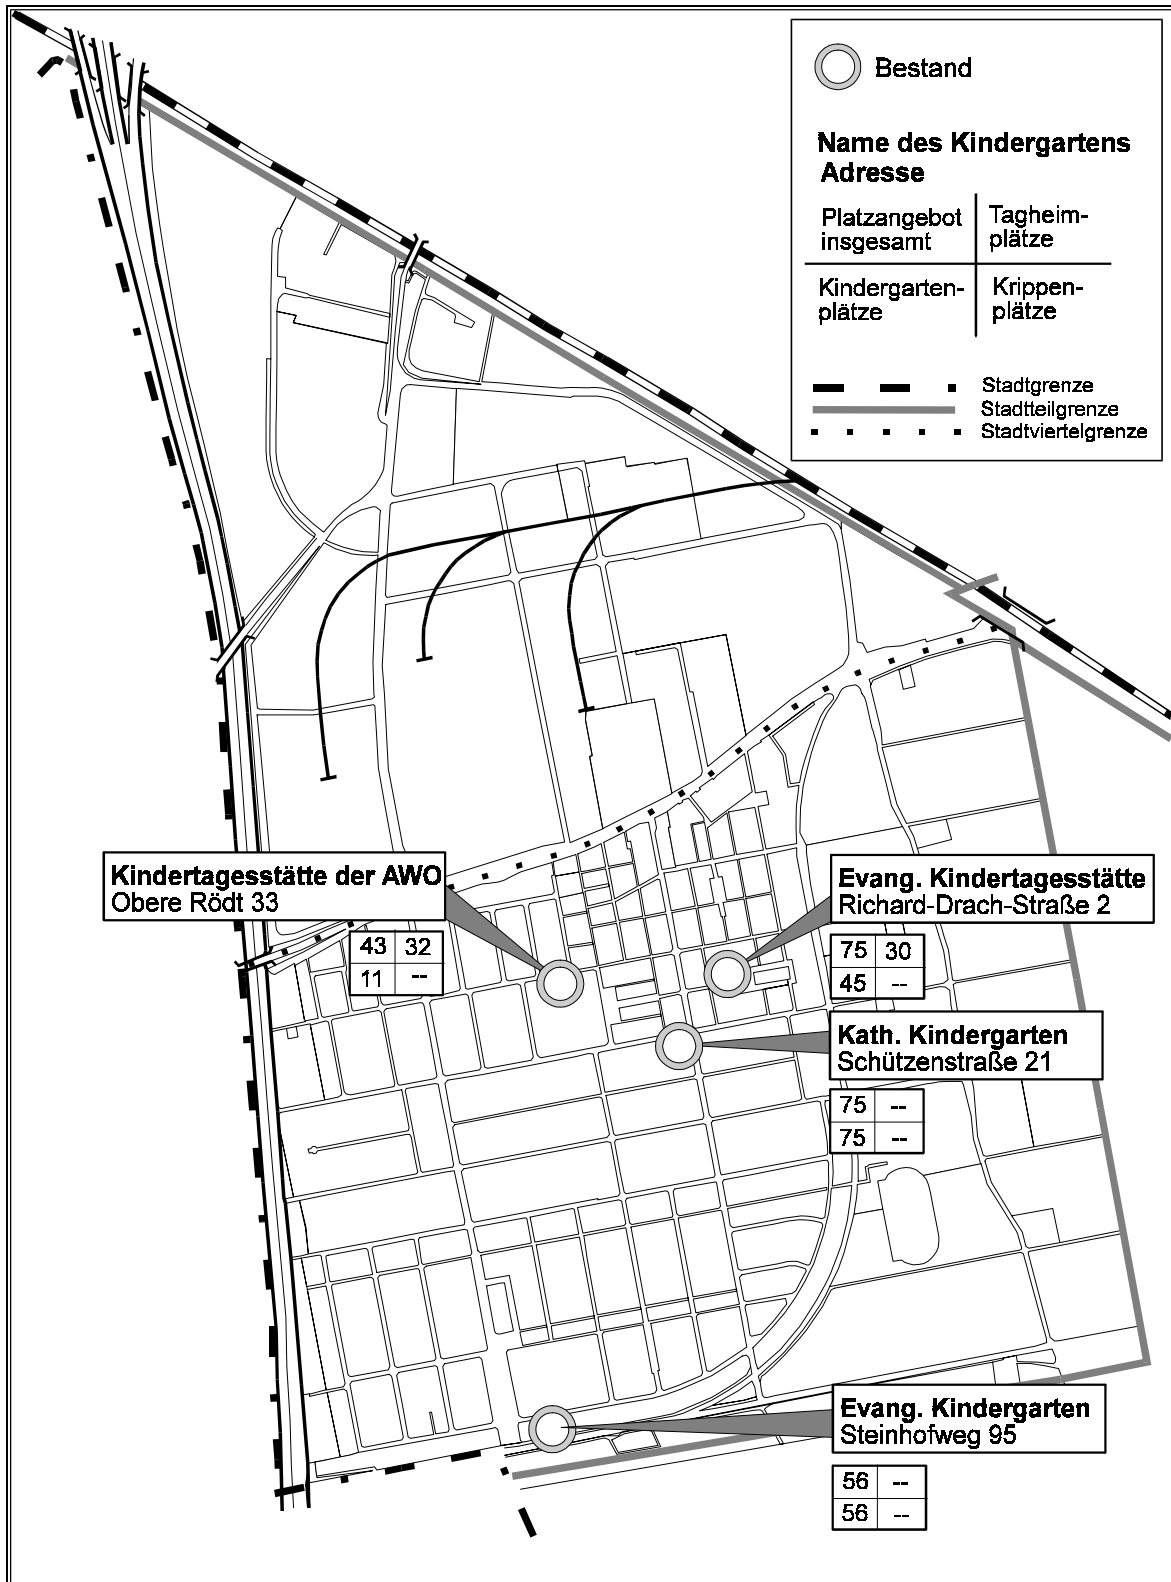 Bestand
Name des Kindergartens
Adresse
Platzangebot
insgesamt
Tagheim-
plätze
Kindergarten-
plätze
Krippen-
plätze
Stadtgrenze
Stadtteilgrenze
Stadtviertelgrenze
Kindertagesstätte der AWO
Obere Rödt 33
43 32
11 --
Evang. Kindertagesstätte
Richard-Drach-Straße 2
75 30
45 --
Kath. Kindergarten
Schützenstraße 21
75 --
75 --
Evang. Kindergarten
Steinhofweg 95
56 --
56 --